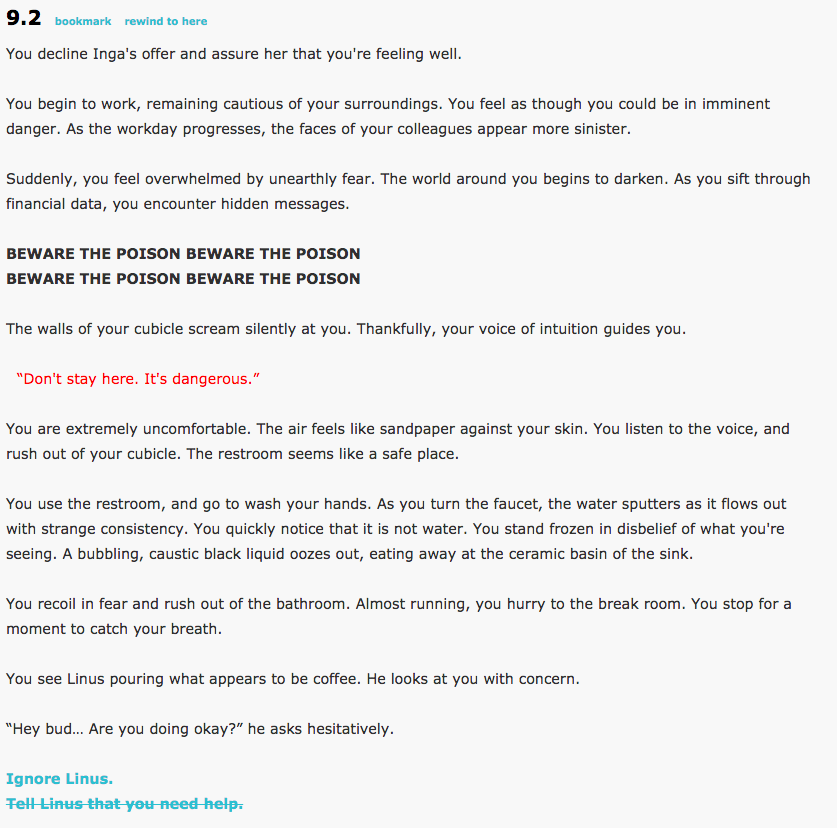 9.2 bookmark rewind to here
You decline Inga's offer and assure her that you're feeling well.
You begin to work, remaining cautious of your surroundings. You feel as though you could be in imminent
danger. As the workday progresses, the faces of your colleagues appear more sinister.
Suddenly, you feel overwhelmed by unearthly fear. The world around you begins to darken. As you sift through
financial data, you encounter hidden messages.
BEWARE THE POISON BEWARE THE POISON
BEWARE THE POISON BEWARE THE POISON
The walls of your cubicle scream silently at you. Thankfully, your voice of intuition guides you.
“Don't stay here. It's dangerous.”
You are extremely uncomfortable. The air feels like sandpaper against your skin. You listen to the voice, and
rush out of your cubicle. The restroom seems like a safe place.
You use the restroom, and go to wash your hands. As you turn the faucet, the water sputters as it flows out
with strange consistency. You quickly notice that it is not water. You stand frozen in disbelief of what you're
seeing. A bubbling, caustic black liquid oozes out, eating away at the ceramic basin of the sink.
You recoil in fear and rush out of the bathroom. Almost running, you hurry to the break room. You stop for a
moment to catch your breath.
You see Linus pouring what appears to be coffee. He looks at you with concern.
“Hey bud… Are you doing okay?” he asks hesitatively.
Ignore Linus.
Tell Linus that you need help.